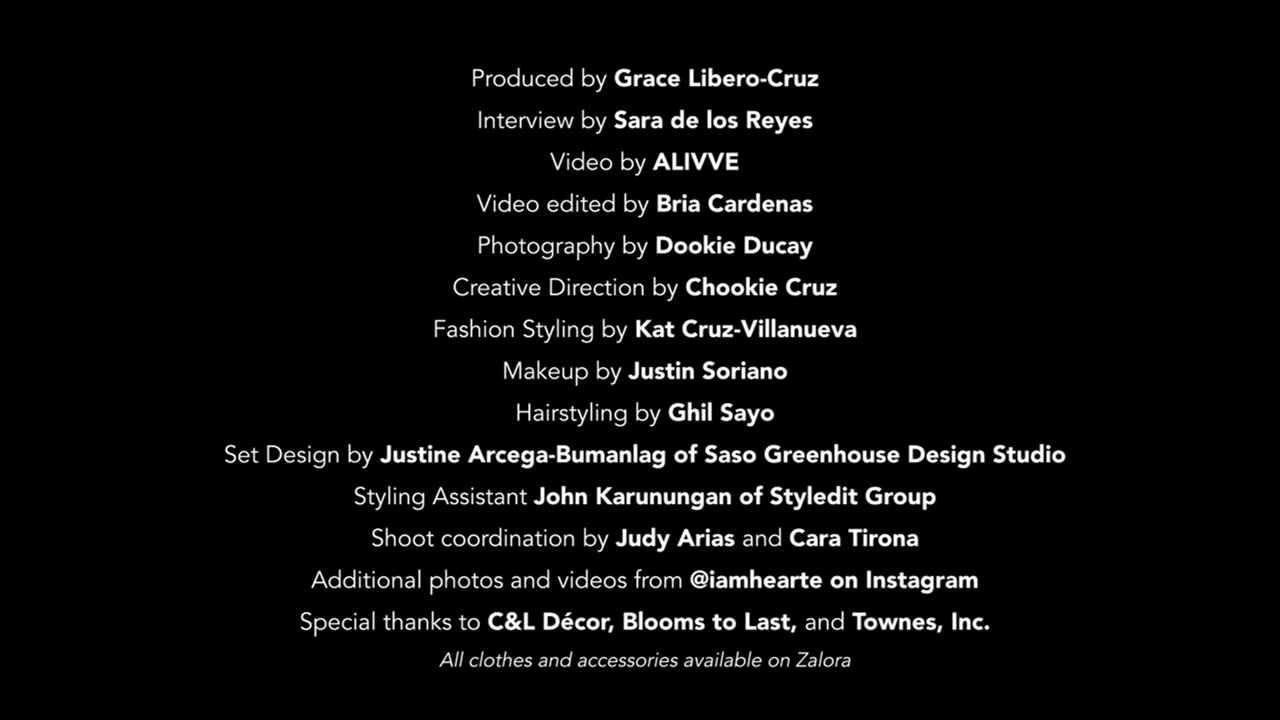 Produced by Grace Libero-Cruz
Interview by Sara de los Reyes
Video by ALIVVE
Video edited by Bria Cardenas
Photography by Dookie Ducay
Creative Direction by Chookie Cruz
Fashion Styling by Kat Cruz-Villanueva
Makeup by Justin Soriano
Hairstyling by Ghil Sayo
Set Design by Justine Arcega-Bumanlag of Saso Greenhouse Design Studio
Styling Assistant John Karunungan of Styledit Group
Shoot coordination by Judy Arias and Cara Tirona
Additional photos and videos from @iamhearte on Instagram
Special thanks to C&L Décor, Blooms to Last, and Townes, Inc.
All clothes and accessories available on Zalora